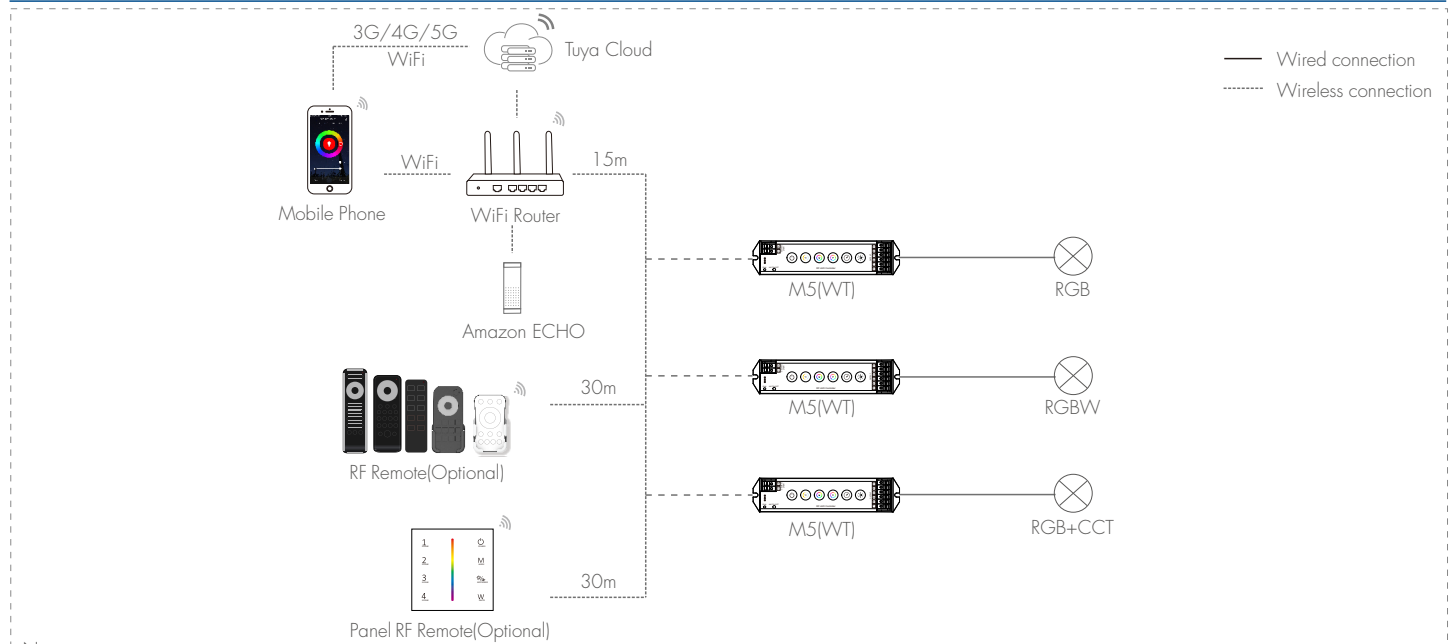 3G/4G/5G
WiFi
Tuya Cloud
Wired connection
Wireless connection
WiFi
15m
Mobile Phone
WiFi Router
M5(WT)
RGB
Amazon ECHO
30m
M5(WT)
RGBW
RF Remote(Optional)
M5(WT)
RGB+CCT
1
2
M
3
4
W
30m
Panel RF Remote(Optional)